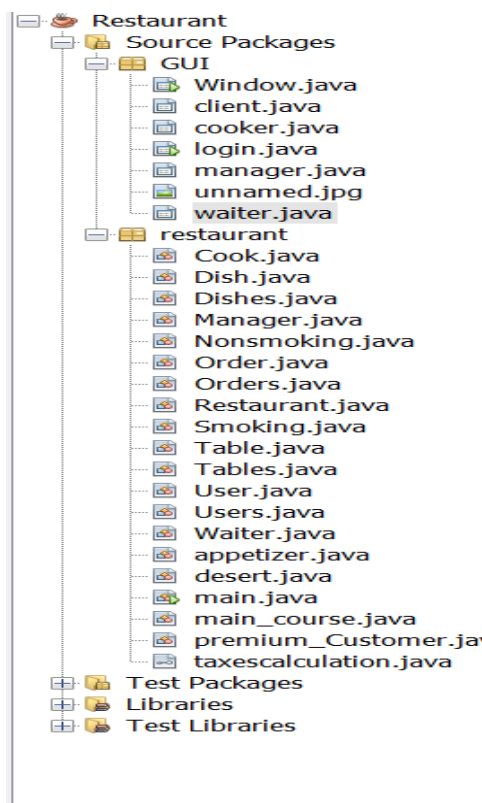 Restaurant
Source Packages
GUI
Window.java
client.java
cooker.java
login.java
manager.java
unnamed.jpg
waiter.java
restaurant
Cook.java
Dish.java
Dishes.java
Manager.java
Nonsmoking.java
Order.java
Orders.java
Restaurant.java
Smoking.java
Table.java
Tables.java
User.java
Users.java
Waiter.java
appetizer.java
desert.java
main.java
main_course.java
premium_Customer.jav
taxescalculation.java
Test Packages
Libraries
Test Libraries